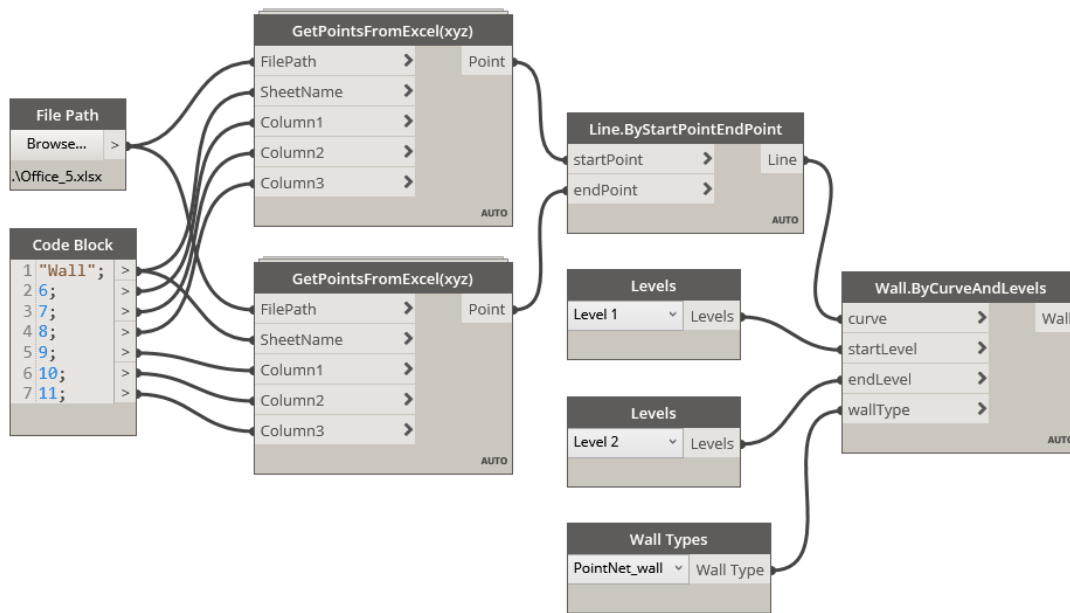 File Path
Browse... >
.\Office_5.xlsx
Code Block
1 "Wall"; >
2 6; >
3 7; >
4 8; >
5 9; >
6 10; >
7 11; >
GetPointsFromExcel(xyz)
FilePath > Point
SheetName >
Column1 >
Column2 >
Column3 >
AUTO
GetPointsFromExcel(xyz)
FilePath > Point
SheetName >
Column1 >
Column2 >
Column3 >
AUTO
Line.ByStartPointEndPoint
startPoint > Line
endPoint >
AUTO
Levels
Level 1 Levels
Levels
Level 2 Levels
Wall Types
PointNet_wall Wall Type
Wall.ByCurveAndLevels
curve > Wall
startLevel >
endLevel >
wallType >
AUTO